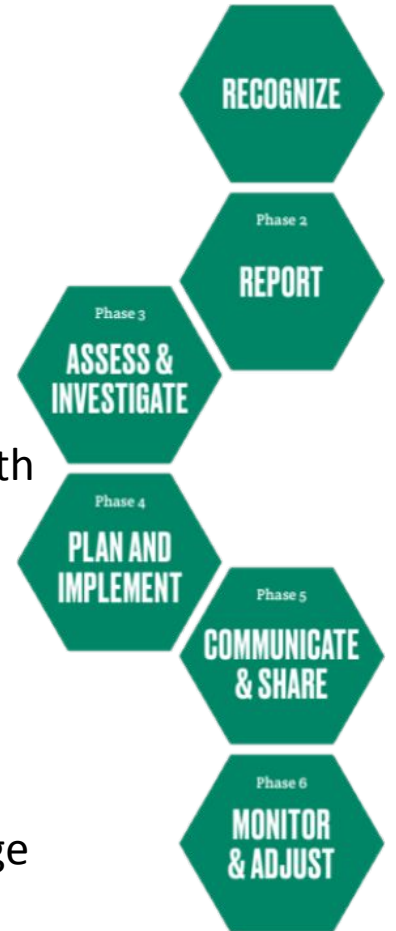 RECOGNIZE
Phase 2
REPORT
Phase 3
ASSESS &
INVESTIGATE
th
Phase 4
PLAN AND
IMPLEMENT
Phase 5
COMMUNICATE
& SHARE
Phase 6
MONITOR
& ADJUST
ge